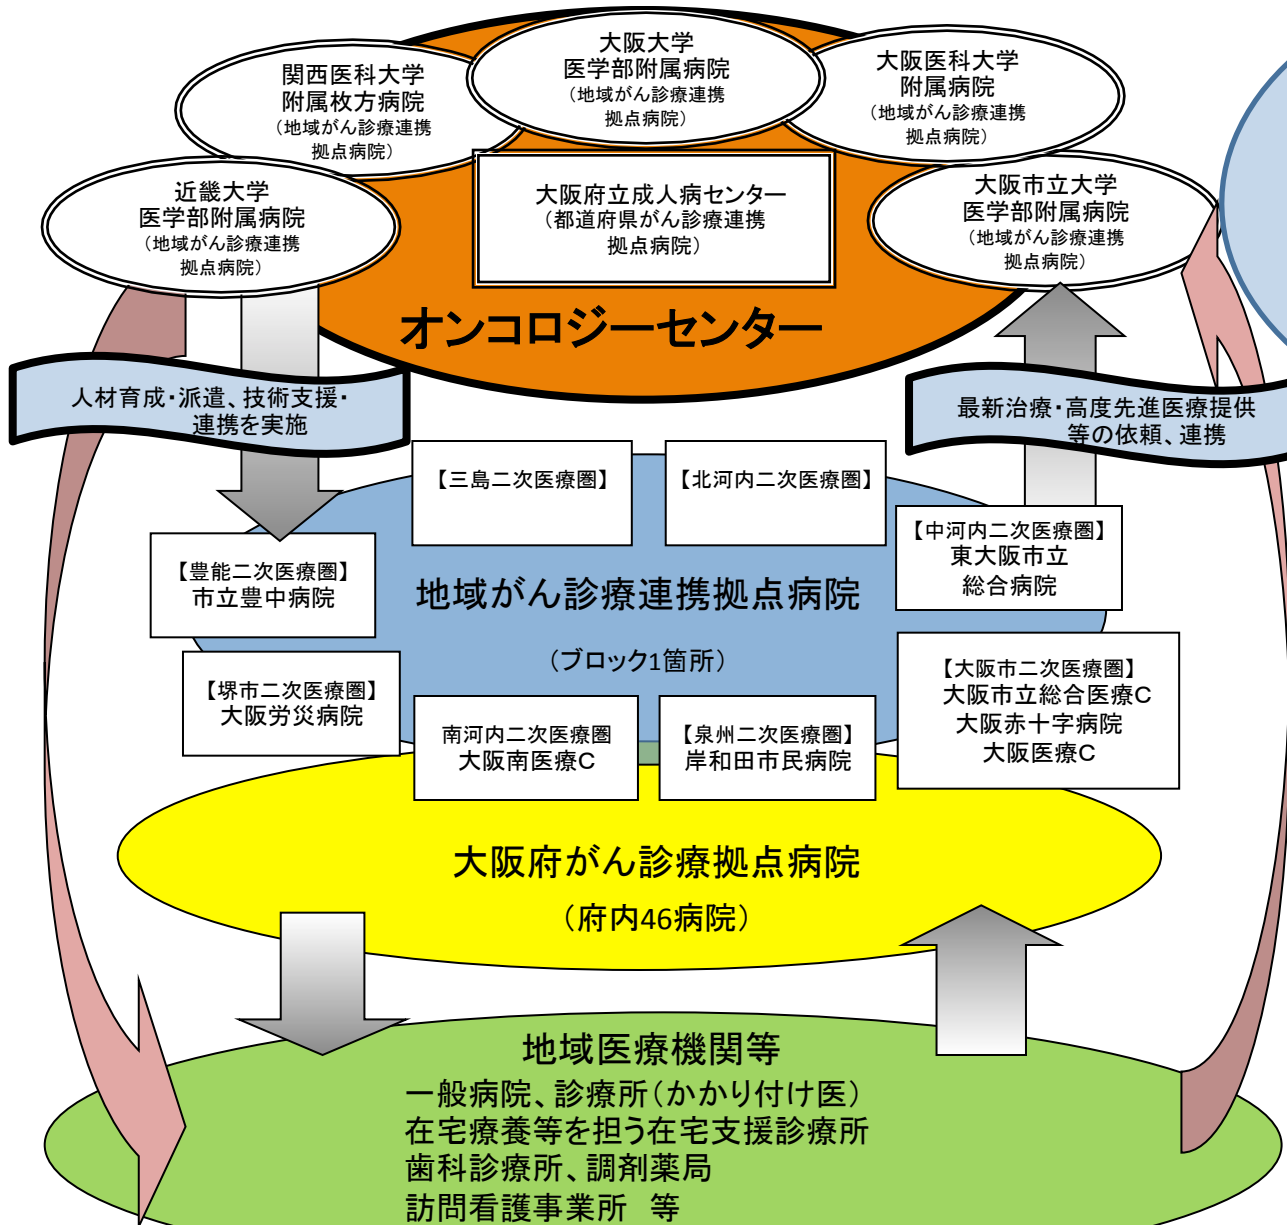 大阪大学
医学部附属病院
（地域がん診療連携
拠点病院）
関西医科大学
附属枚方病院
（地域がん診療連携
拠点病院）
大阪医科大学
附属病院
（地域がん診療連携
拠点病院）
近畿大学
医学部附属病院
（地域がん診療連携
拠点病院）
大阪府立成人病センター
（都道府県がん診療連携
拠点病院）
大阪市立大学
医学部附属病院
（地域がん診療連携
拠点病院）
オンコロジーセンター
人材育成・派遣、技術支援・
連携を実施
最新治療・高度先進医療提供
等の依頼、連携
【三島二次医療圏】
【北河内二次医療圏】
【豊能二次医療圏】
市立豊中病院
【中河内二次医療圏】
東大阪市立
総合病院
地域がん診療連携拠点病院
（ブロック1箇所）
【堺市二次医療圏】
大阪労災病院
【大阪市二次医療圏】
大阪市立総合医療C
大阪赤十字病院
大阪医療C
南河内二次医療圏
大阪南医療C
【泉州二次医療圏】
岸和田市民病院
大阪府がん診療拠点病院
（府内46病院）
地域医療機関等
一般病院、診療所（かかり付け医）
在宅療養等を担う在宅支援診療所
歯科診療所、調剤薬局
訪問看護事業所　等